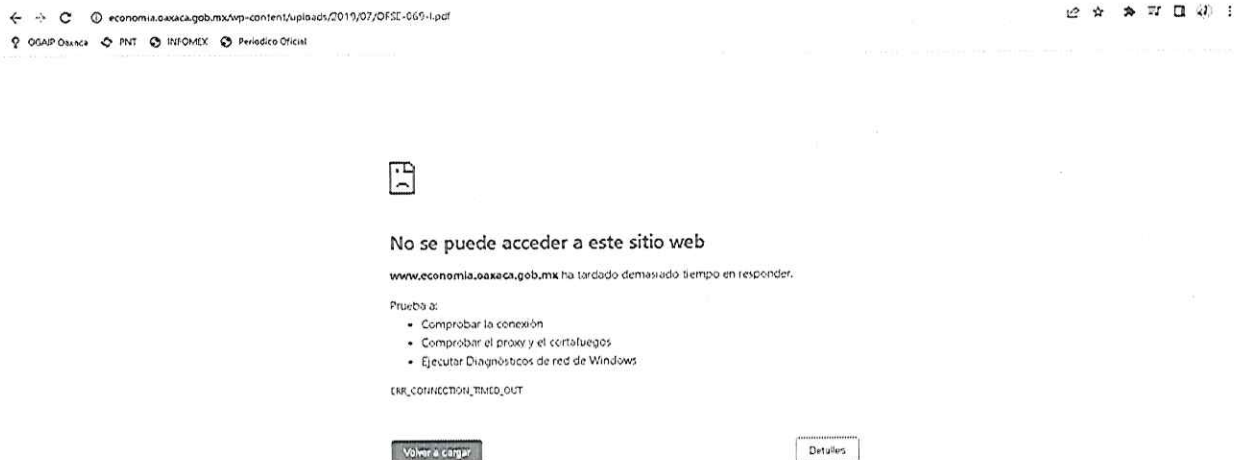 economia.oaxaca.gob.mx/wp-content/uploads/2019/07/OFSE-069-I.pdf
OGAIP Oaxaca PNT INFOMEX Periodico Oficial
No se puede acceder a este sitio web
www.economia.oaxaca.gob.mx ha tardado demasiado tiempo en responder.
Prueba a:
• Comprobar la conexión
• Comprobar el proxy y el cortafuegos
• Ejecutar Diagnósticos de red de Windows
ERR_CONNECTION_TIMED_OUT
Volver a cargar Detalles